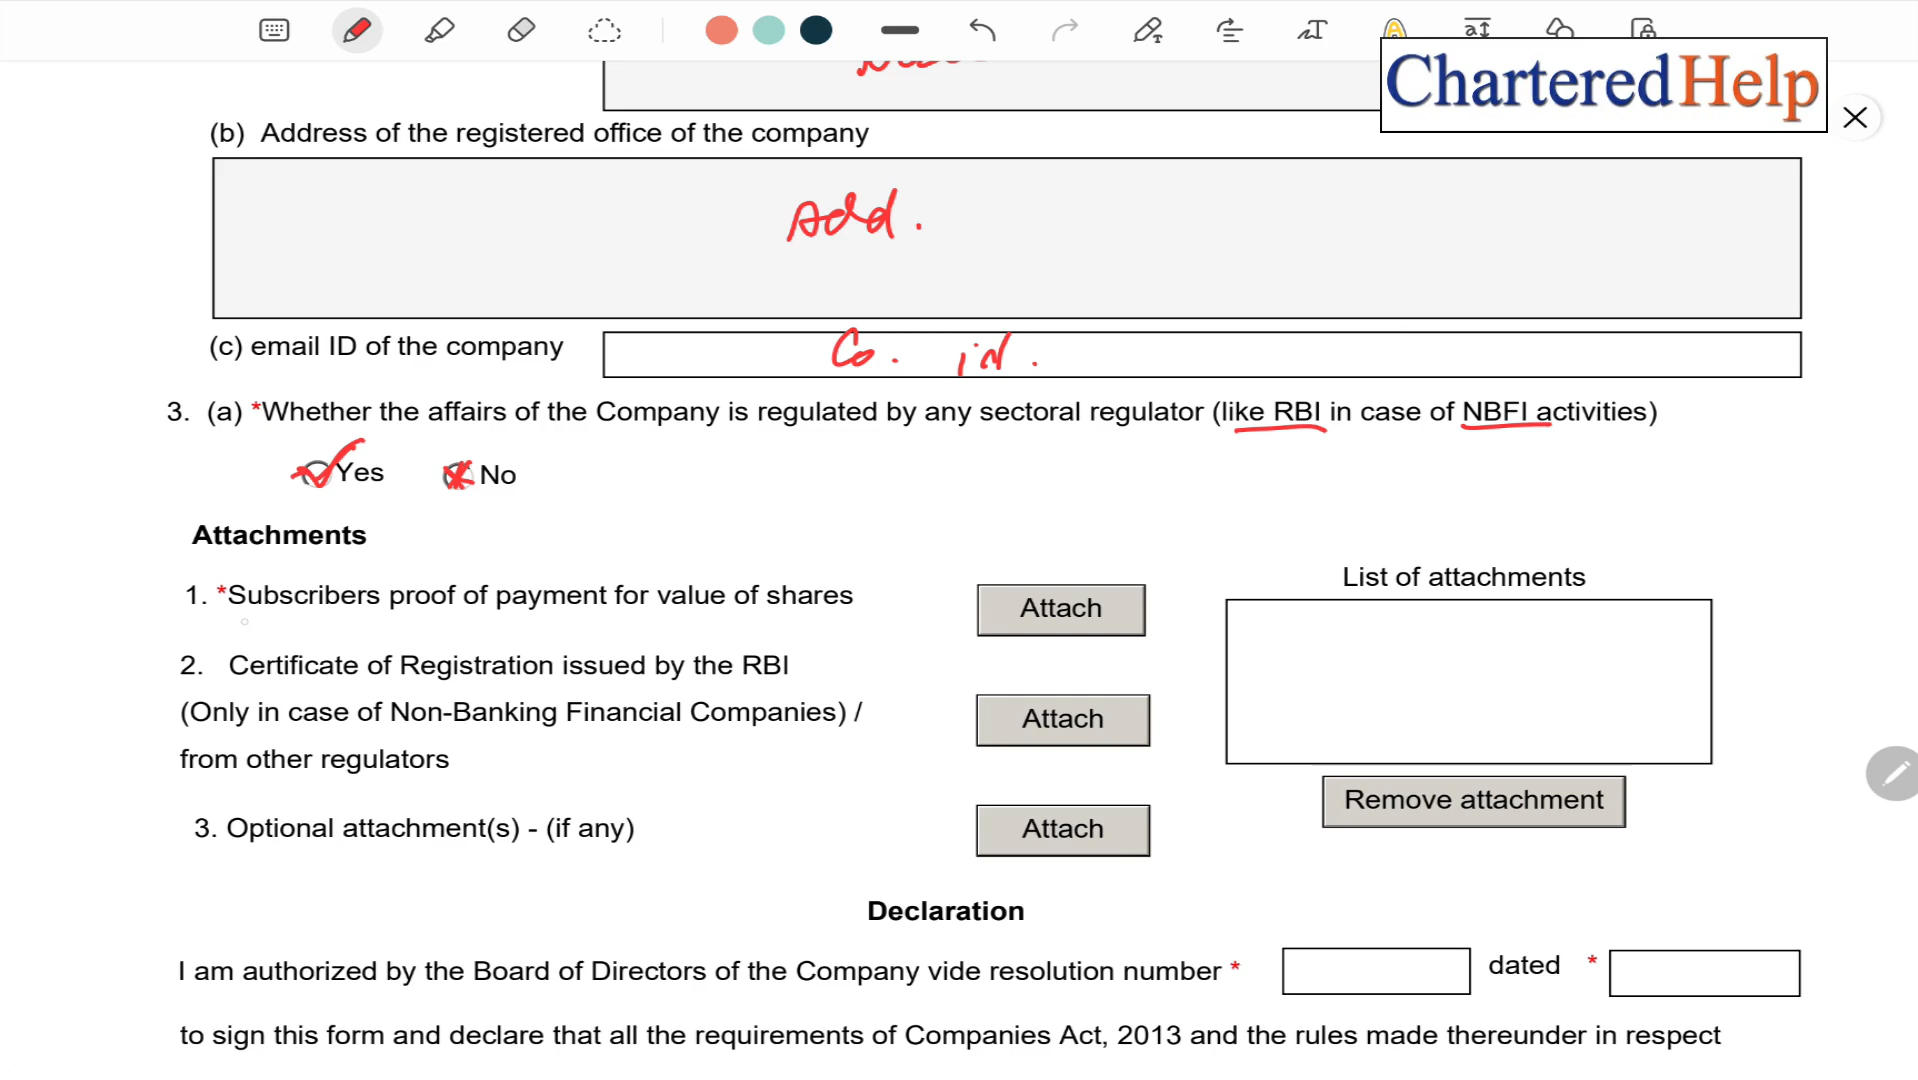 CharteredHelp
(b) Address of the registered office of the company
Add.
(c) email ID of the company
Co. id.
3. (a) *Whether the affairs of the Company is regulated by any sectoral regulator (like RBI in case of NBFI activities)
Yes No
Attachments
List of attachments
1. *Subscribers proof of payment for value of shares Attach
2. Certificate of Registration issued by the RBI
(Only in case of Non-Banking Financial Companies) / Attach
from other regulators
Remove attachment
3. Optional attachment(s) - (if any) Attach
Declaration
I am authorized by the Board of Directors of the Company vide resolution number * dated *
to sign this form and declare that all the requirements of Companies Act, 2013 and the rules made thereunder in respect